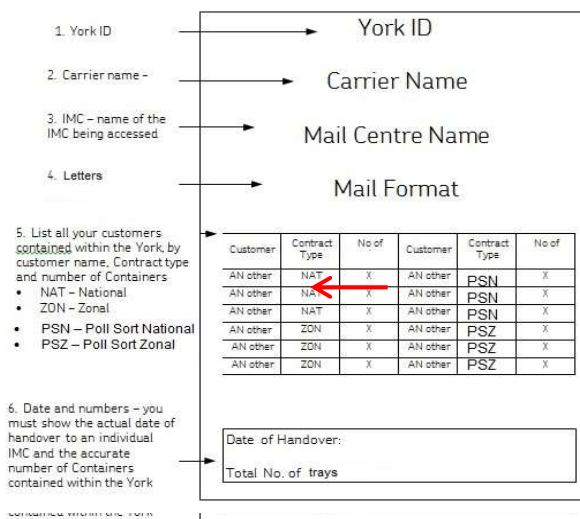 1. York ID
York ID
2. Carrier name –
Carrier Name
3. IMC – name of the
IMC being accessed
Mail Centre Name
4. Letters
Mail Format
5. List all your customers
contained within the York, by
customer name, Contract type
and number of Containers
• NAT – National
• ZON – Zonal
• PSN – Poll Sort National
• PSZ – Poll Sort Zonal
Customer Contract Type No of Customer Contract Type No of
AN other NAT X AN other PSN X
AN other NAT X AN other PSN X
AN other NAT X AN other PSN X
AN other ZON X AN other PSZ X
AN other ZON X AN other PSZ X
AN other ZON X AN other PSZ X
6. Date and numbers – you
must show the actual date of
handover to an individual
IMC and the accurate
number of Containers
contained within the York
Date of Handover:
Total No. of trays
contained within the York